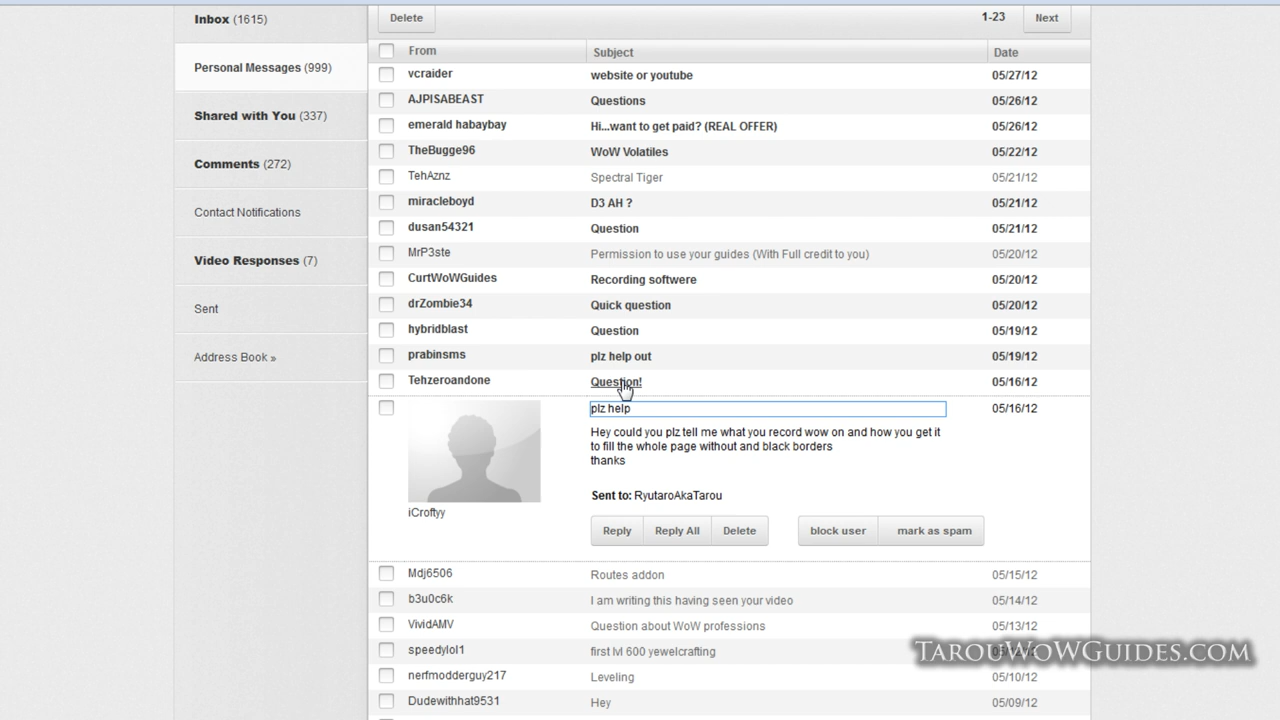 Inbox (1615)
Delete
1-23
Next
From
Subject
Date
Personal Messages (999)
Shared with You (337)
Comments (272)
Contact Notifications
Video Responses (7)
Sent
Address Book »
vcraider website or youtube 05/27/12
AJPISABEAST Questions 05/26/12
emerald habaybay Hi...want to get paid? (REAL OFFER) 05/26/12
TheBugge96 WoW Volatiles 05/22/12
TehAznz Spectral Tiger 05/21/12
miracleboyd D3 AH ? 05/21/12
dusan54321 Question 05/21/12
MrP3ste Permission to use your guides (With Full credit to you) 05/20/12
CurtWoWGuides Recording softwere 05/20/12
drZombie34 Quick question 05/20/12
hybridblast Question 05/19/12
prabinsms plz help out 05/19/12
Tehzeroandone Question! 05/16/12
plz help 05/16/12
Hey could you plz tell me what you record wow on and how you get it
to fill the whole page without and black borders
thanks
Sent to: RyutaroAkaTarou
iCroftyy
Reply Reply All Delete block user mark as spam
Mdj6506 Routes addon 05/15/12
b3u0c6k I am writing this having seen your video 05/14/12
VividAMV Question about WoW professions 05/13/12
speedylol1 first lvl 600 yewelcrafting
nerfmodderguy217 Leveling 05/10/12
Dudewithhat9531 Hey 05/09/12
TarouWoWGuides.com